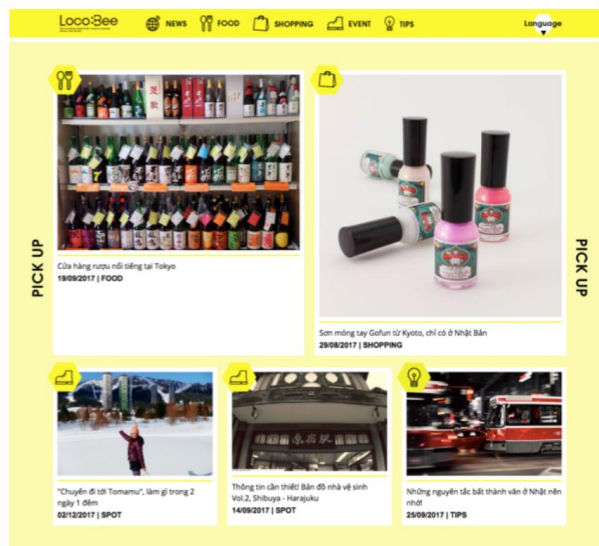 Loco:Bee
NEWS
FOOD
SHOPPING
EVENT
TIPS
Language
PICK UP
PICK UP
Cửa hàng rượu nổi tiếng tại Tokyo
19/09/2017 | FOOD
Sơn móng tay Gofun từ Kyoto, chỉ có ở Nhật Bản
29/08/2017 | SHOPPING
"Chuyến đi tới Tomamu", làm gì trong 2
ngày 1 đêm
02/12/2017 | SPOT
Thông tin cần thiết! Bản đồ nhà vệ sinh
Vol.2, Shibuya - Harajuku
14/09/2017 | SPOT
Những nguyên tắc bất thành văn ở Nhật nên
nhớ!
25/09/2017 | TIPS